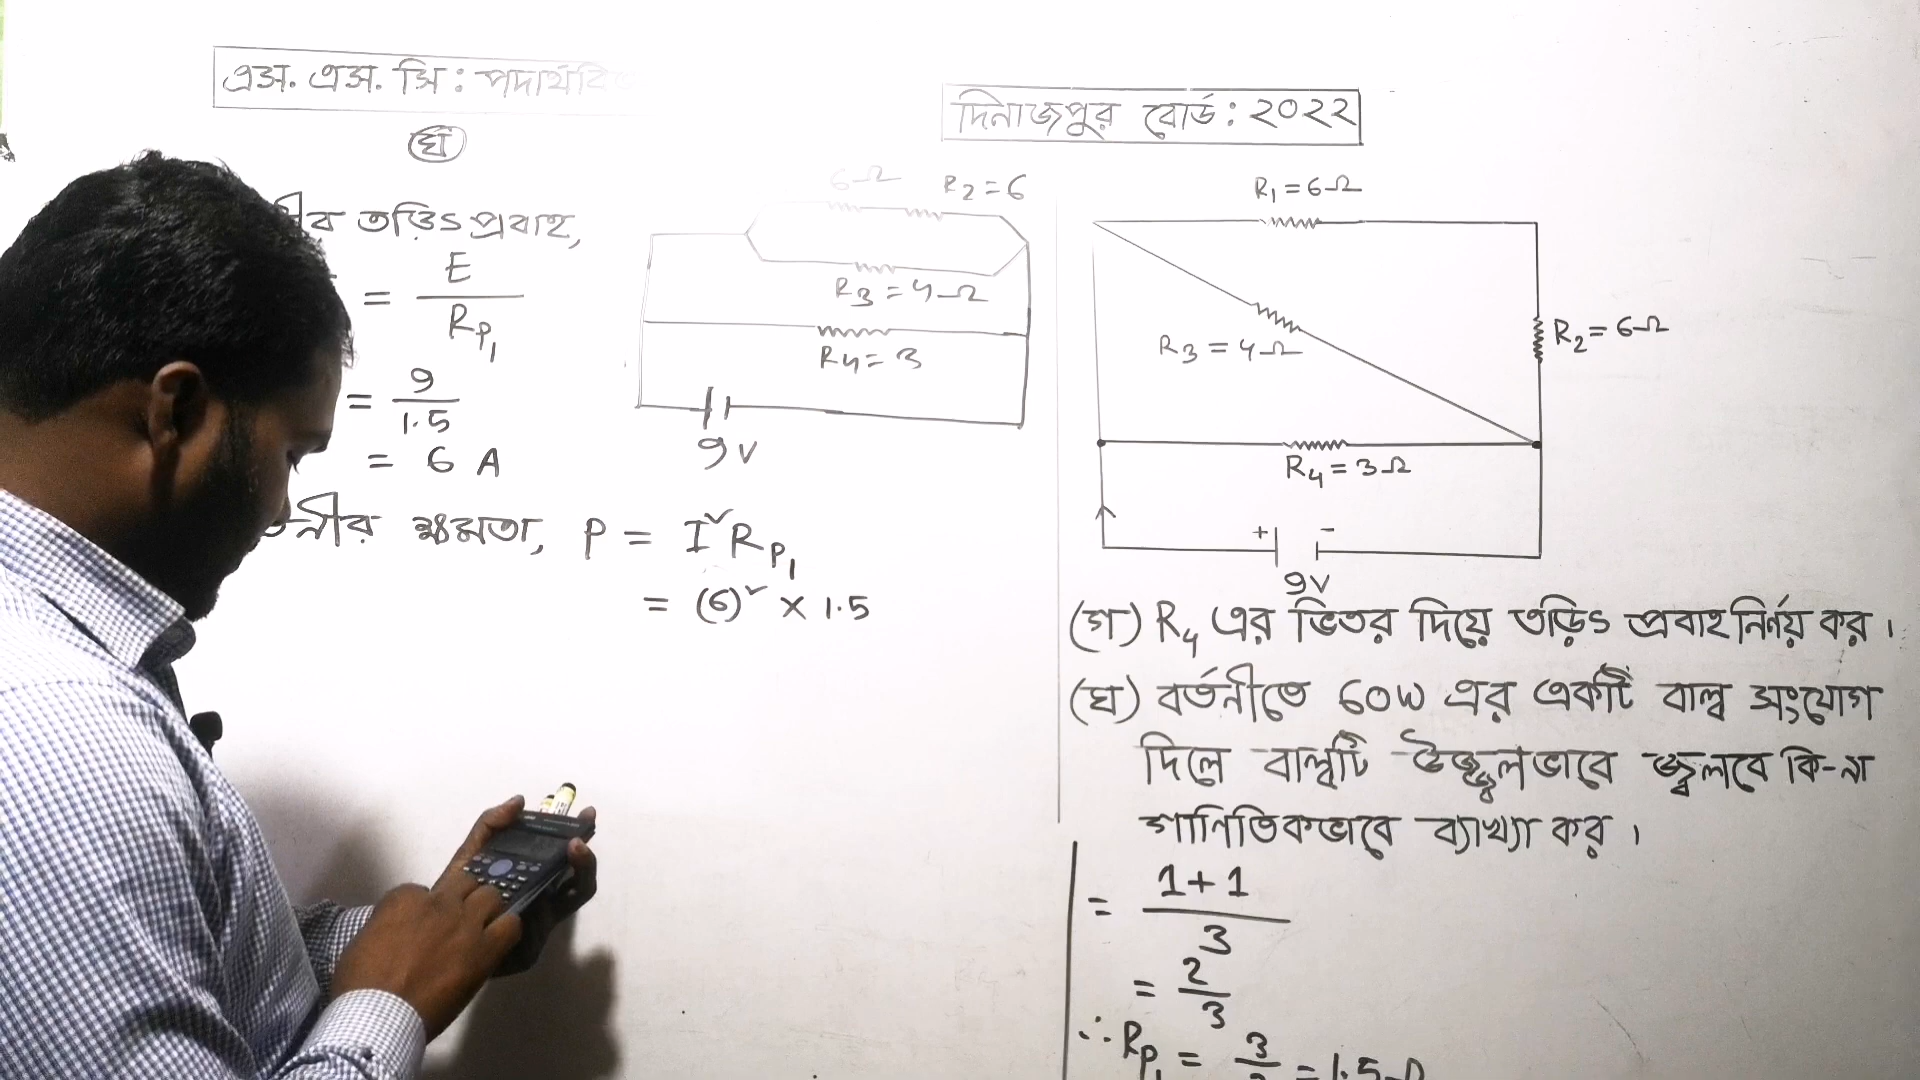 এস. এস. সি : পদার্থবি
ঘ
র তড়িৎ প্রবাহ,
= E / RP1
= 9 / 1.5
= 6 A
নীর ক্ষমতা, P = I² RP1
= (6)² × 1.5
6Ω R2 = 6
R3 = 4Ω
R4 = 3
9V
দিনাজপুর বোর্ড : ২০২২
R1 = 6Ω
R2 = 6Ω
R3 = 4Ω
R4 = 3Ω
+ -
9V
(গ) R4 এর ভিতর দিয়ে তড়িৎ প্রবাহ নির্ণয় কর।
(ঘ) বর্তনীতে 60W এর একটি বাল্ব সংযোগ
দিলে বাল্বটি উজ্জ্বলভাবে জ্বলবে কি-না
গানিতিকভাবে ব্যাখ্যা কর।
= 1+1 / 3
= 2 / 3
∴ RP1 = 3 / 2 = 1.5Ω